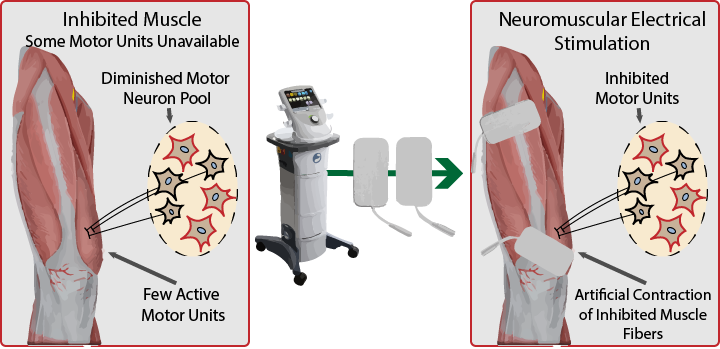 Inhibited Muscle
Some Motor Units Unavailable
Diminished Motor
Neuron Pool
Few Active
Motor Units
Neuromuscular Electrical
Stimulation
Inhibited
Motor Units
Artificial Contraction
of Inhibited Muscle
Fibers